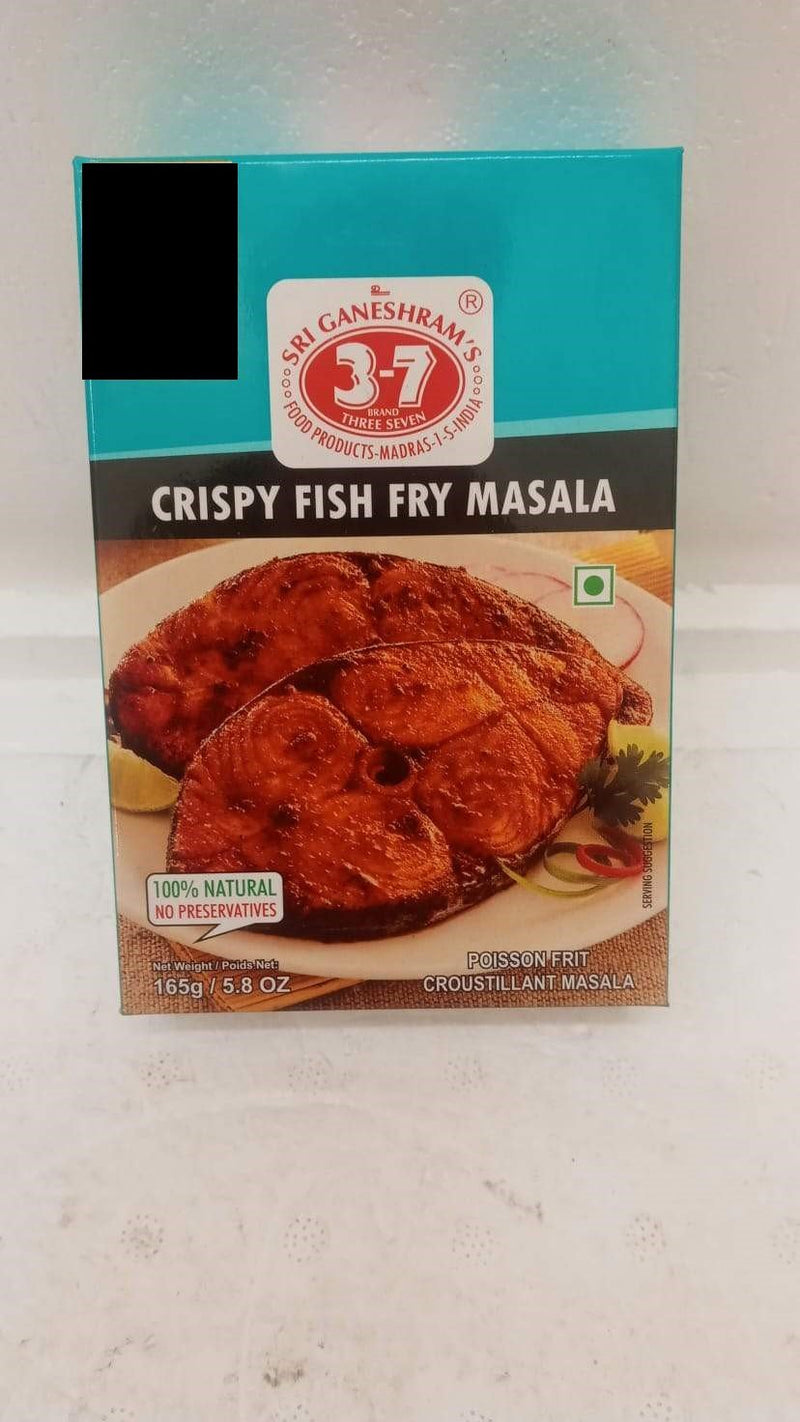 SRI GANESHRAM'S
®
3-7
BRAND
THREE SEVEN
FOOD PRODUCTS-MADRAS-1-S-INDIA
CRISPY FISH FRY MASALA
100% NATURAL
NO PRESERVATIVES
SERVING SUGGESTION
Net Weight / Poids Net:
165g / 5.8 OZ
POISSON FRIT
CROUSTILLANT MASALA